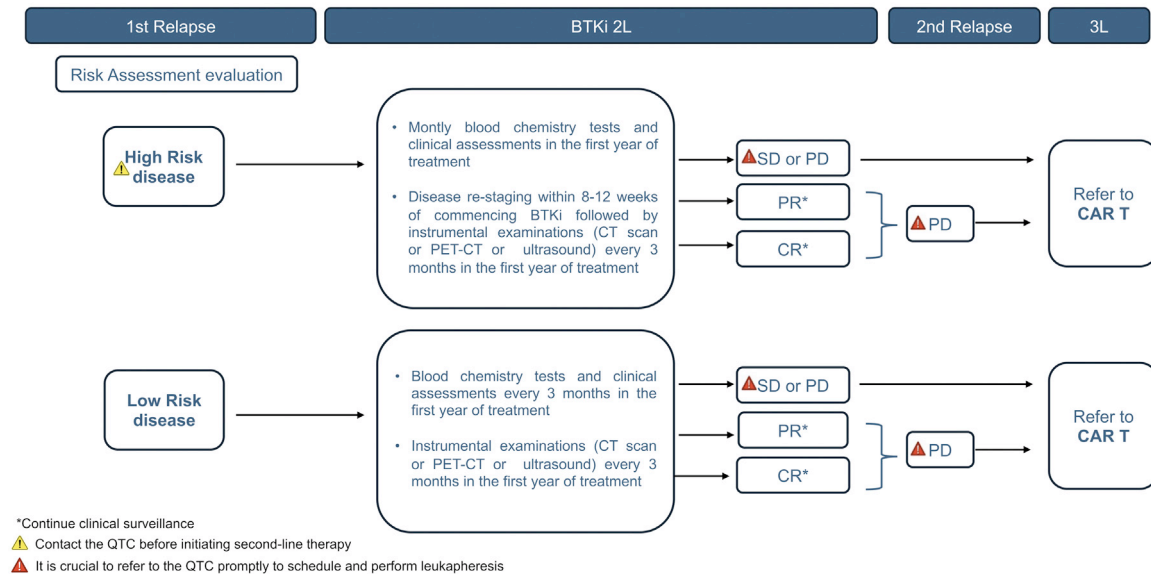 1st Relapse
BTKi 2L
2nd Relapse
3L
Risk Assessment evaluation
High Risk
disease
• Montly blood chemistry tests and
clinical assessments in the first year of
treatment
• Disease re-staging within 8-12 weeks
of commencing BTKi followed by
instrumental examinations (CT scan
or PET-CT or ultrasound) every 3
months in the first year of treatment
SD or PD
PR*
CR*
PD
Refer to
CAR T
Low Risk
disease
• Blood chemistry tests and clinical
assessments every 3 months in the
first year of treatment
• Instrumental examinations (CT scan
or PET-CT or ultrasound) every 3
months in the first year of treatment
SD or PD
PR*
CR*
PD
Refer to
CAR T
*Continue clinical surveillance
Contact the QTC before initiating second-line therapy
It is crucial to refer to the QTC promptly to schedule and perform leukapheresis